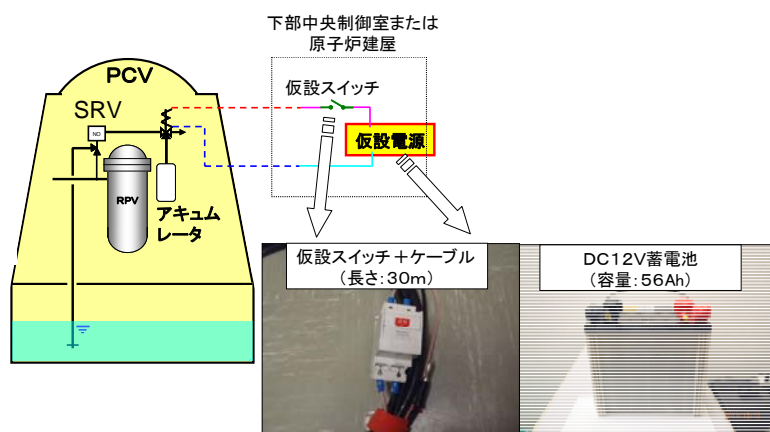 下部中央制御室または
原子炉建屋
PCV
仮設スイッチ
SRV
NO
仮設電源
RPV
アキュム
レータ
仮設スイッチ+ケーブル
(長さ:30m)
DC12V蓄電池
(容量:56Ah)